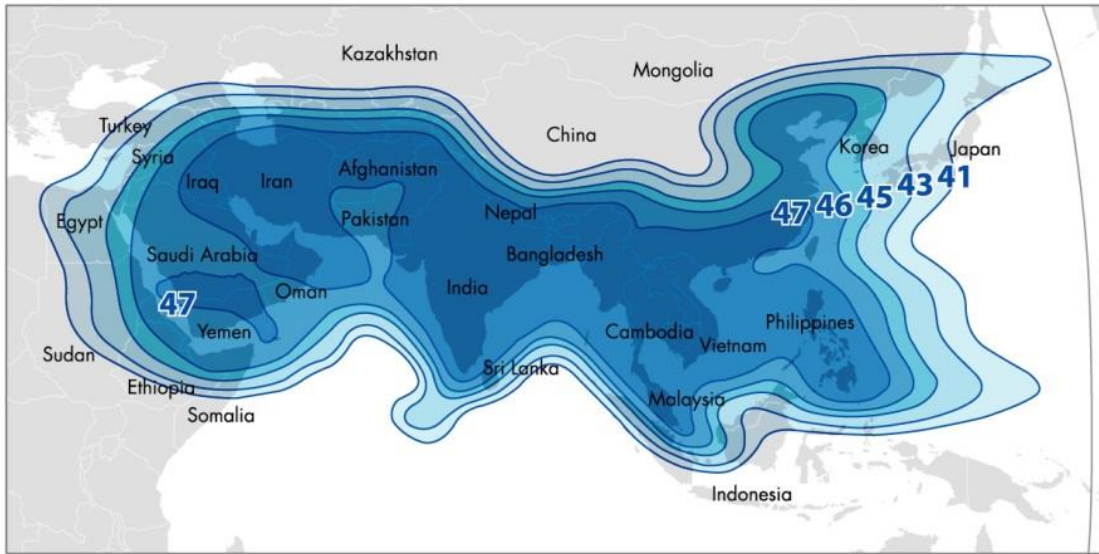 Kazakhstan
Mongolia
Turkey
China
Syria
Korea
Japan
Iraq
Iran
Afghanistan
47 46 45 43 41
Egypt
Pakistan
Nepal
Saudi Arabia
Bangladesh
Oman
India
47
Yemen
Cambodia
Philippines
Vietnam
Sudan
Sri Lanka
Ethiopia
Malaysia
Somalia
Indonesia